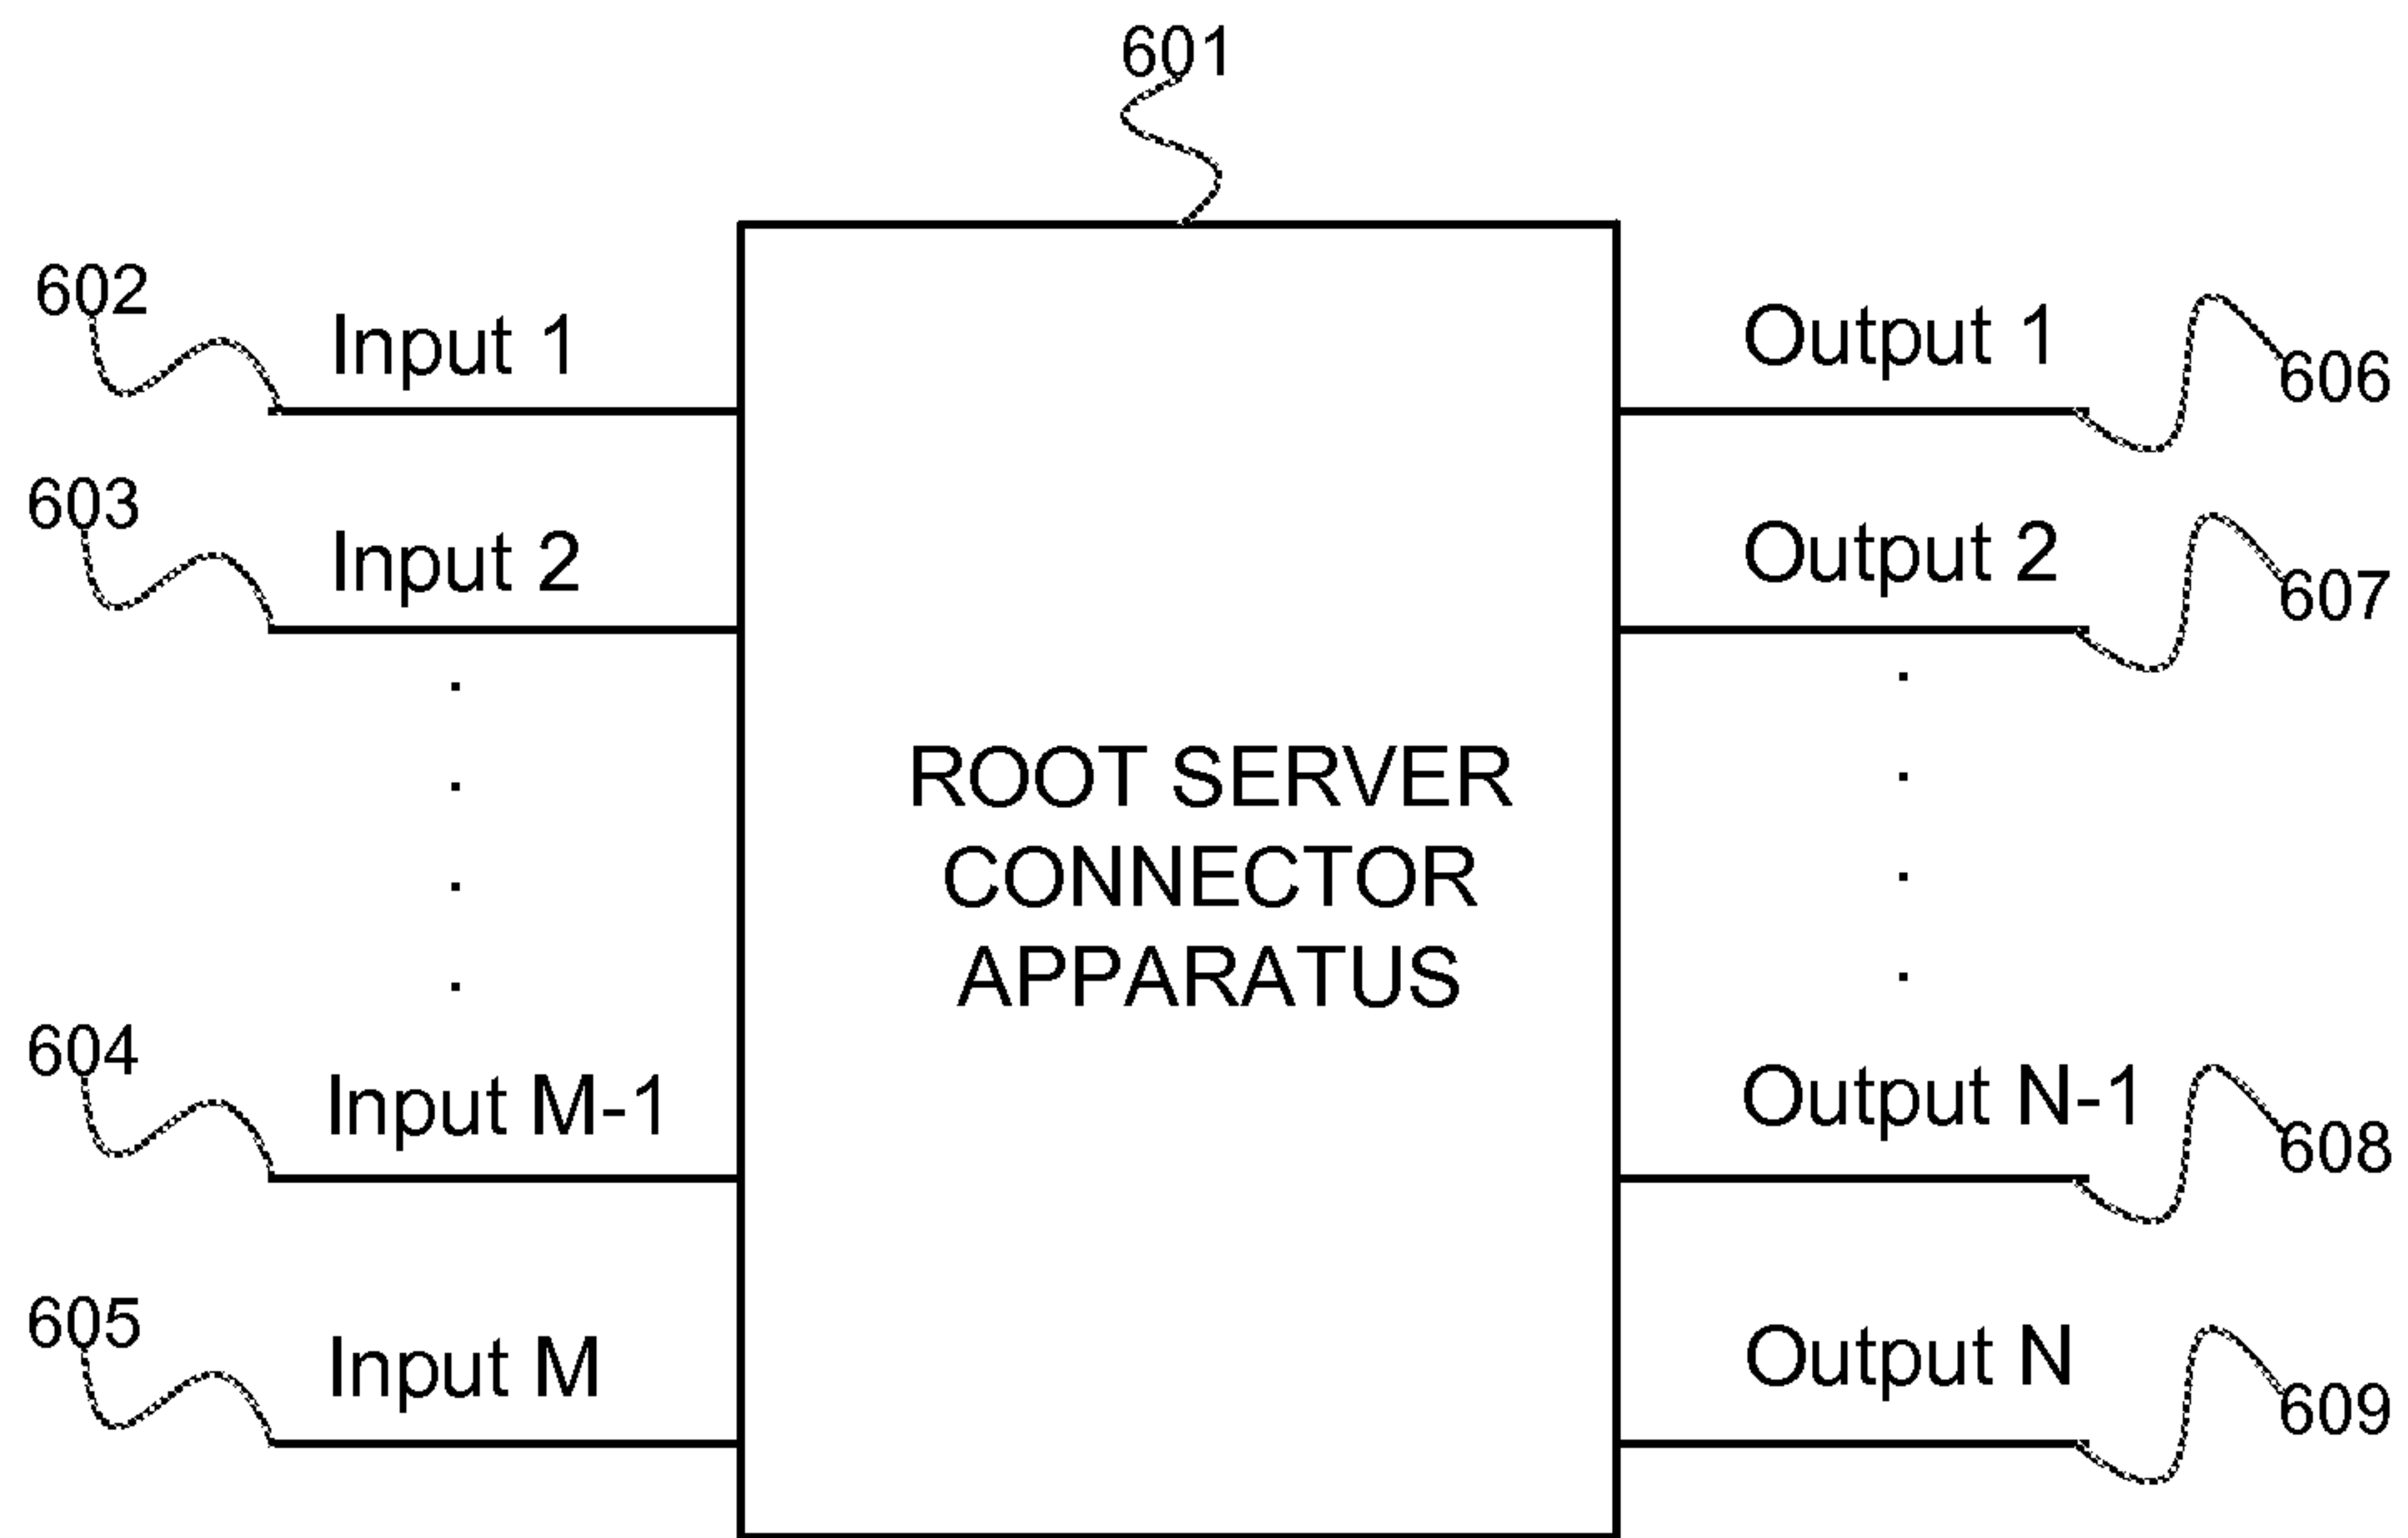 601
602
Input 1
Output 1
606
603
Input 2
Output 2
607
ROOT SERVER
CONNECTOR
APPARATUS
604
Input M-1
Output N-1
608
605
Input M
Output N
609